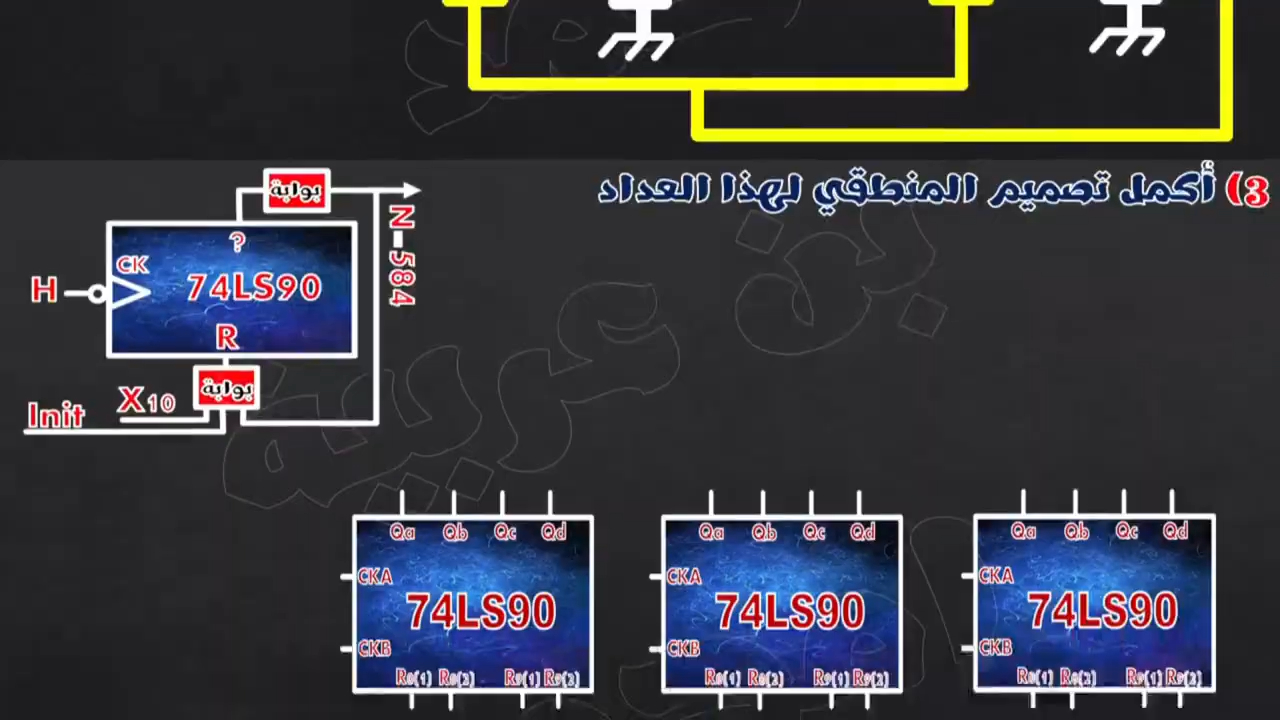 3) أكمل تصميم المنطقي لهذا العداد
بوابة
N=584
?
CK
H
74LS90
R
بوابة
X10
Init
Qa Qb Qc Qd
CKA
74LS90
CKB
R0(1) R0(2) R9(1) R9(2)
Qa Qb Qc Qd
CKA
74LS90
CKB
R0(1) R0(2) R9(1) R9(2)
Qa Qb Qc Qd
CKA
74LS90
CKB
R0(1) R0(2) R9(1) R9(2)
بن عريبة